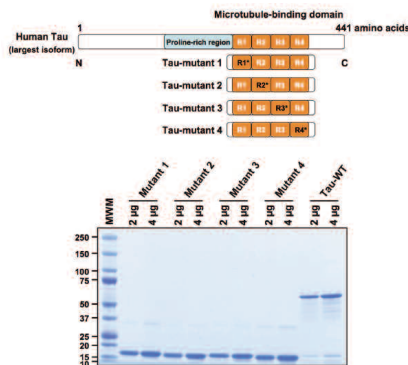 Microtubule-binding domain
1 441 amino acids
Human Tau
(largest isoform)
Proline-rich region R1 R2 R3 R4
N C
Tau-mutant 1 R1* R2 R3 R4
Tau-mutant 2 R1 R2* R3 R4
Tau-mutant 3 R1 R2 R3* R4
Tau-mutant 4 R1 R2 R3 R4*
Mutant 1 Mutant 2 Mutant 3 Mutant 4 Tau-WT
MWM 2 µg 4 µg 2 µg 4 µg 2 µg 4 µg 2 µg 4 µg 2 µg 4 µg
250
150
100
75
50
37
25
20
15
10